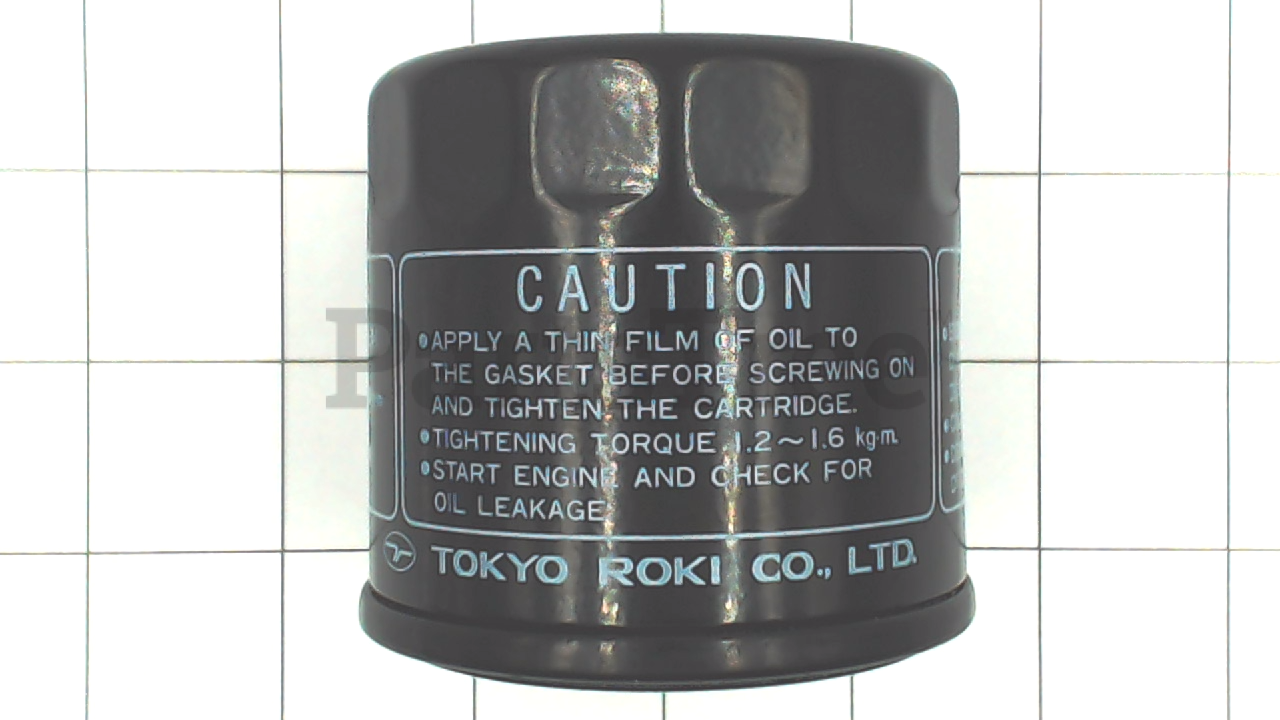 CAUTION
•APPLY A THIN FILM OF OIL TO
THE GASKET BEFORE SCREWING ON
AND TIGHTEN THE CARTRIDGE.
•TIGHTENING TORQUE 1.2~1.6 kg·m.
•START ENGINE AND CHECK FOR
OIL LEAKAGE.
TOKYO ROKI CO., LTD.